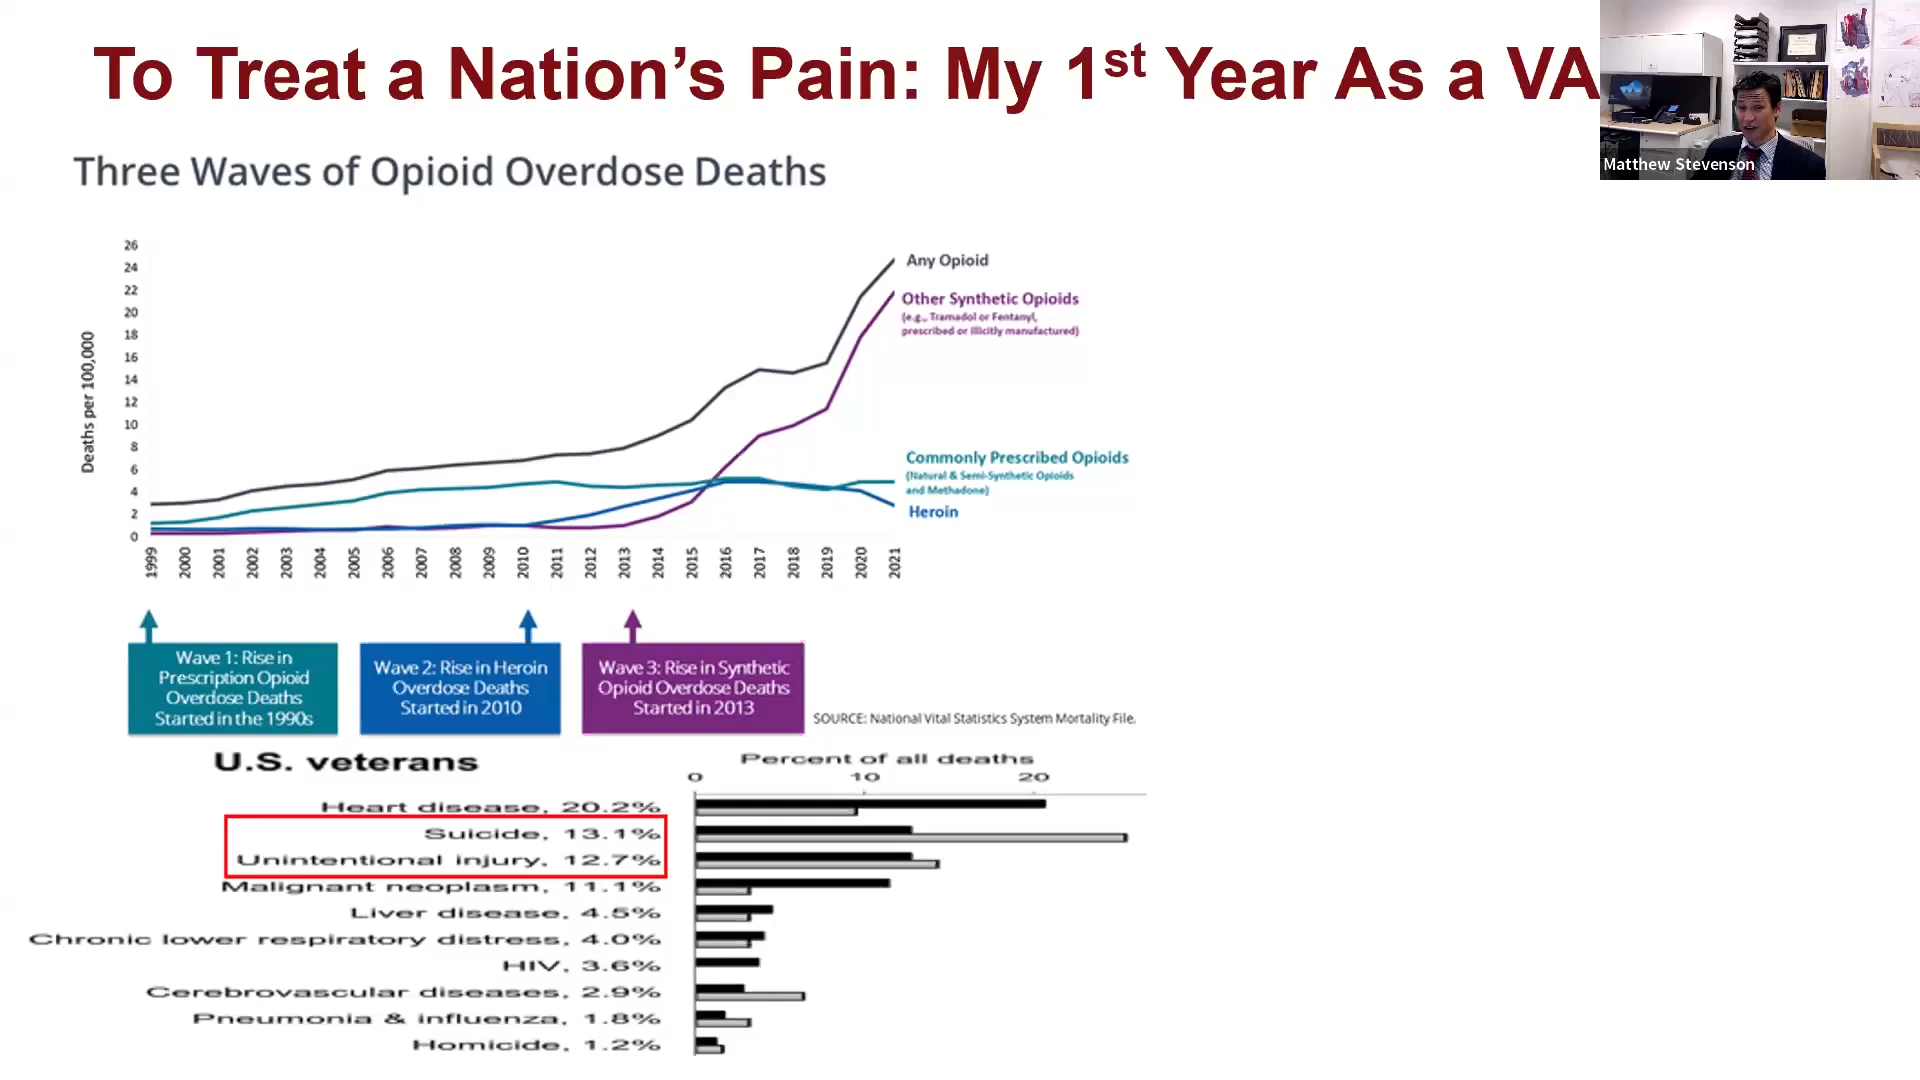 To Treat a Nation's Pain: My 1st Year As a VA
Matthew Stevenson
Three Waves of Opioid Overdose Deaths
26
24
22
20
18
16
14
12
10
8
6
4
2
0
Deaths per 100,000
Any Opioid
Other Synthetic Opioids
(e.g., Tramadol or Fentanyl,
prescribed or illicitly manufactured)
Commonly Prescribed Opioids
(Natural & Semi-Synthetic Opioids
and Methadone)
Heroin
1999 2000 2001 2002 2003 2004 2005 2006 2007 2008 2009 2010 2011 2012 2013 2014 2015 2016 2017 2018 2019 2020 2021
Wave 1: Rise in
Prescription Opioid
Overdose Deaths
Started in the 1990s
Wave 2: Rise in Heroin
Overdose Deaths
Started in 2010
Wave 3: Rise in Synthetic
Opioid Overdose Deaths
Started in 2013
SOURCE: National Vital Statistics System Mortality File.
U.S. veterans
Percent of all deaths
0 10 20
Heart disease, 20.2%
Suicide, 13.1%
Unintentional injury, 12.7%
Malignant neoplasm, 11.1%
Liver disease, 4.5%
Chronic lower respiratory distress, 4.0%
HIV, 3.6%
Cerebrovascular diseases, 2.9%
Pneumonia & influenza, 1.8%
Homicide, 1.2%